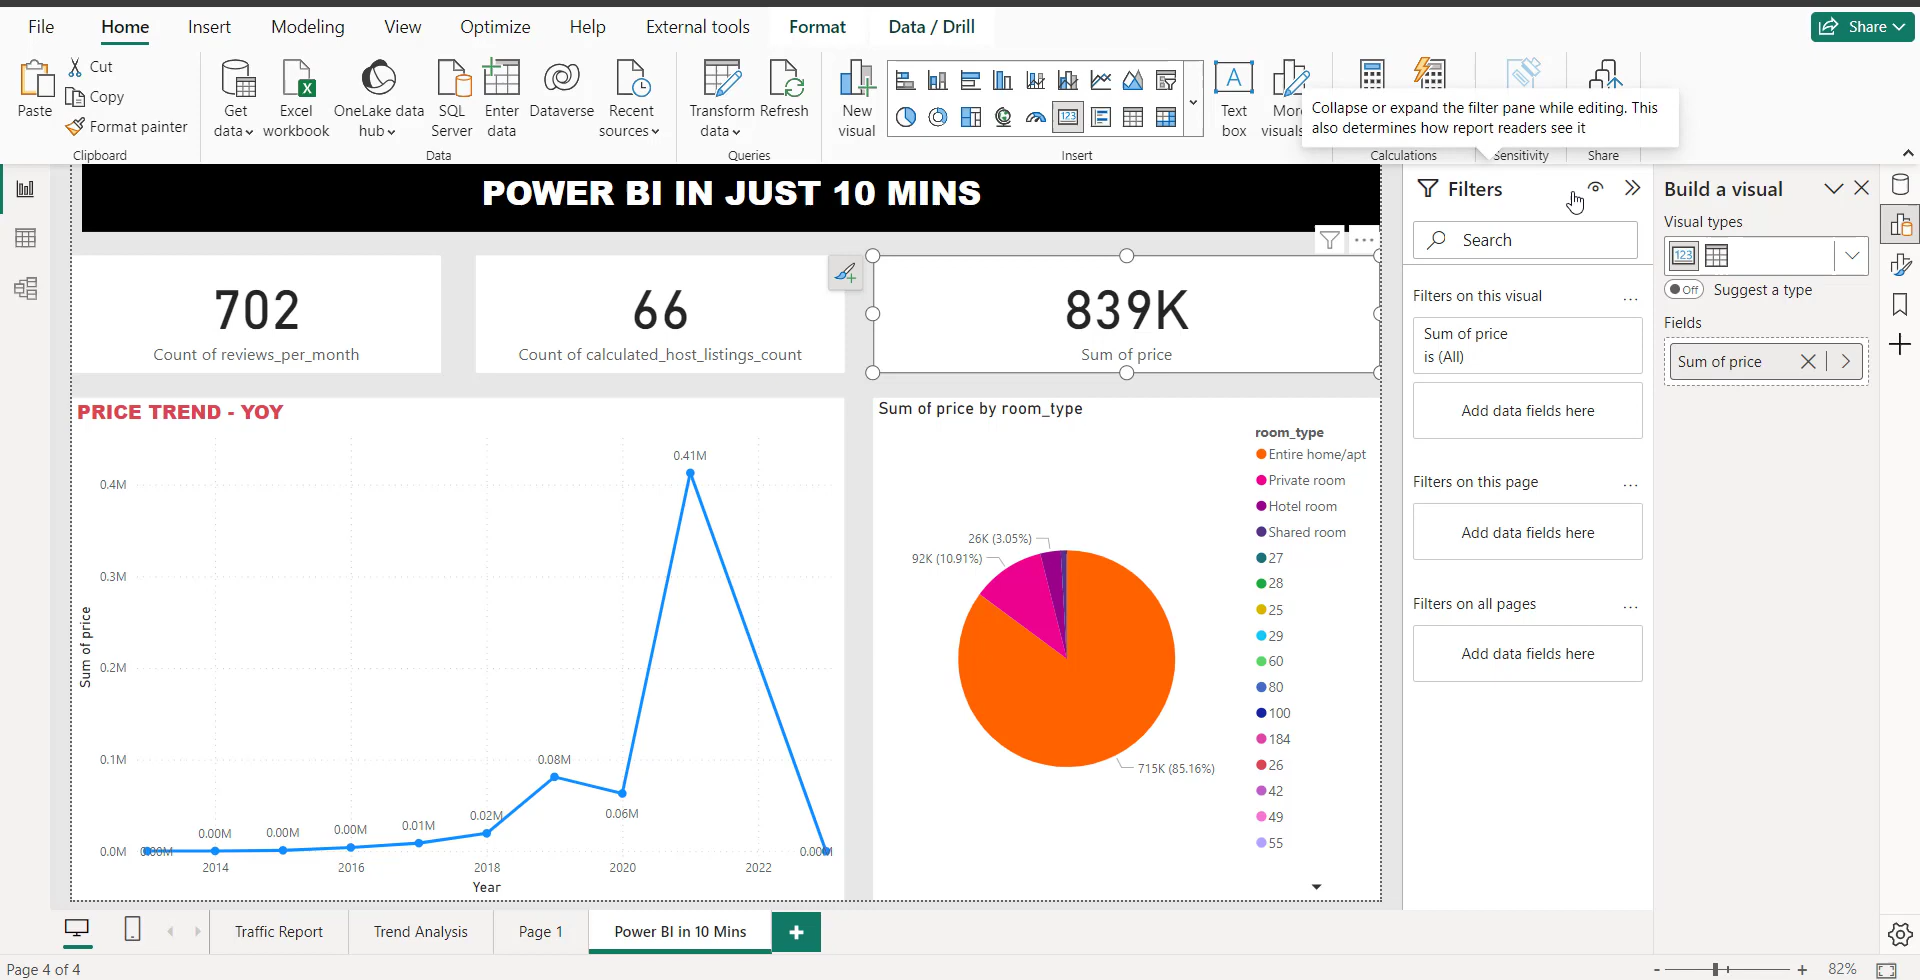 File
Home
Insert
Modeling
View
Optimize
Help
External tools
Format
Data / Drill
Share
Paste
Cut
Copy
Format painter
Clipboard
Get
data
Excel
workbook
OneLake data
hub
SQL
Server
Enter
data
Dataverse
Recent
sources
Data
Transform
data
Refresh
Queries
New
visual
A
123
Text
box
More
visuals
Insert
Collapse or expand the filter pane while editing. This
also determines how report readers see it
Calculations
Sensitivity
Share
POWER BI IN JUST 10 MINS
702
Count of reviews_per_month
66
Count of calculated_host_listings_count
839K
Sum of price
PRICE TREND - YOY
Sum of price
0.4M
0.3M
0.2M
0.1M
0.0M
0.00M
0.00M
0.00M
0.00M
0.01M
0.02M
0.08M
0.06M
0.41M
0.00M
2014
2016
2018
2020
2022
Year
Sum of price by room_type
26K (3.05%)
92K (10.91%)
715K (85.16%)
room_type
Entire home/apt
Private room
Hotel room
Shared room
27
28
25
29
60
80
100
184
26
42
49
55
Filters
Search
Filters on this visual
Sum of price
is (All)
Add data fields here
Filters on this page
Add data fields here
Filters on all pages
Add data fields here
Build a visual
Visual types
123
Off
Suggest a type
Fields
Sum of price
Traffic Report
Trend Analysis
Page 1
Power BI in 10 Mins
Page 4 of 4
82%